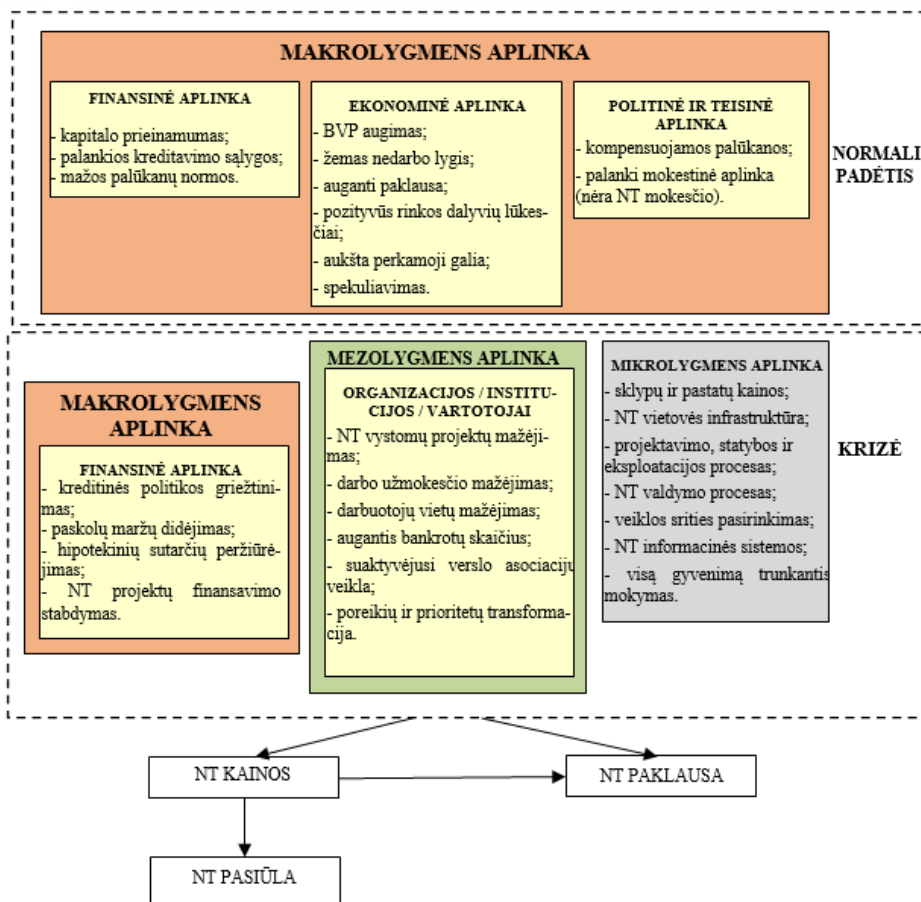 MAKROLYGMENS APLINKA
FINANSINĖ APLINKA
- kapitalo prieinamumas;
- palankios kreditavimo sąlygos;
- mažos palūkanų normos.
EKONOMINĖ APLINKA
- BVP augimas;
- žemas nedarbo lygis;
- auganti paklausa;
- pozityvūs rinkos dalyvių lūkes-
čiai;
- aukšta perkamoji galia;
- spekuliavimas.
POLITINĖ IR TEISINĖ
APLINKA
- kompensuojamos palūkanos;
- palanki mokestinė aplinka
(nėra NT mokesčio).
NORMALI
PADĖTIS
MAKROLYGMENS
APLINKA
FINANSINĖ APLINKA
- kreditinės politikos griežtini-
mas;
- paskolų maržų didėjimas;
- hipotekinių sutarčių peržiūrė-
jimas;
- NT projektų finansavimo
stabdymas.
MEZOLYGMENS APLINKA
ORGANIZACIJOS / INSTITU-
CIJOS / VARTOTOJAI
- NT vystomų projektų mažėji-
mas;
- darbo užmokesčio mažėjimas;
- darbuotojų vietų mažėjimas;
- augantis bankrotų skaičius;
- suaktyvėjusi verslo asociacijų
veikla;
- poreikių ir prioritetų transforma-
cija.
MIKROLYGMENS APLINKA
- sklypų ir pastatų kainos;
- NT vietovės infrastruktūra;
- projektavimo, statybos ir
eksploatacijos procesas;
- NT valdymo procesas;
- veiklos srities pasirinkimas;
- NT informacinės sistemos;
- visą gyvenimą trunkantis
mokymas.
KRIZĖ
NT KAINOS
NT PAKLAUSA
NT PASIŪLA